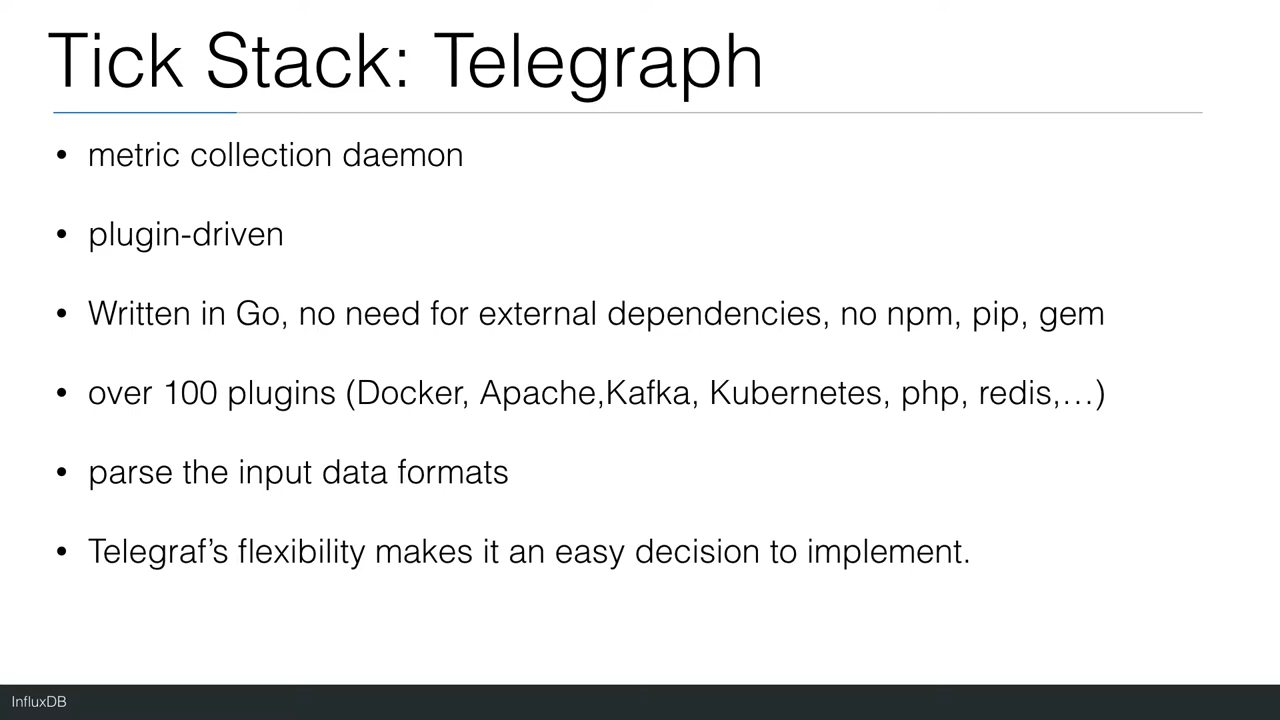 Tick Stack: Telegraph
• metric collection daemon
• plugin-driven
• Written in Go, no need for external dependencies, no npm, pip, gem
• over 100 plugins (Docker, Apache,Kafka, Kubernetes, php, redis,…)
• parse the input data formats
• Telegraf’s flexibility makes it an easy decision to implement.
InfluxDB